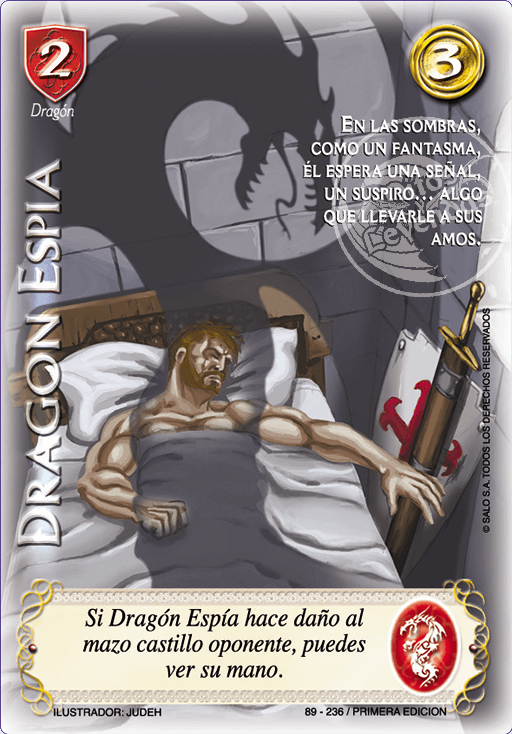 2
Dragón
3
EN LAS SOMBRAS,
COMO UN FANTASMA,
ÉL ESPERA UNA SEÑAL,
UN SUSPIRO... ALGO
QUE LLEVARLE A SUS
AMOS.
DRAGÓN ESPÍA
© SALO S.A. TODOS LOS DERECHOS RESERVADOS
Si Dragón Espía hace daño al
mazo castillo oponente, puedes
ver su mano.
ILUSTRADOR: JUDEH
89 - 236 / PRIMERA EDICION